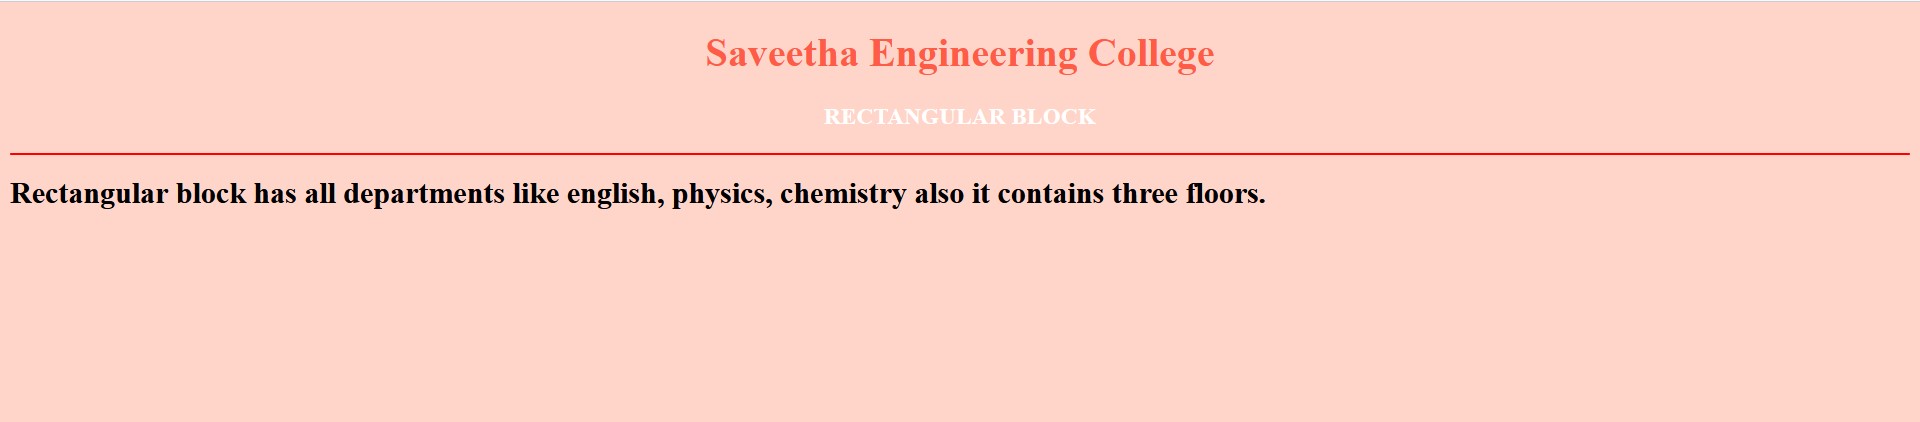 Saveetha Engineering College
RECTANGULAR BLOCK
Rectangular block has all departments like english, physics, chemistry also it contains three floors.